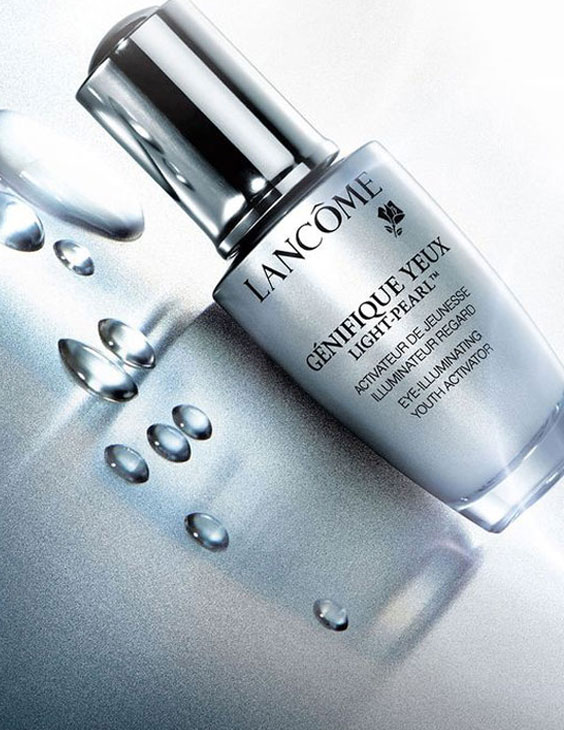 LANCÔME
GÉNIFIQUE YEUX
LIGHT-PEARL™
ACTIVATEUR DE JEUNESSE
ILLUMINATEUR REGARD
EYE-ILLUMINATING
YOUTH ACTIVATOR